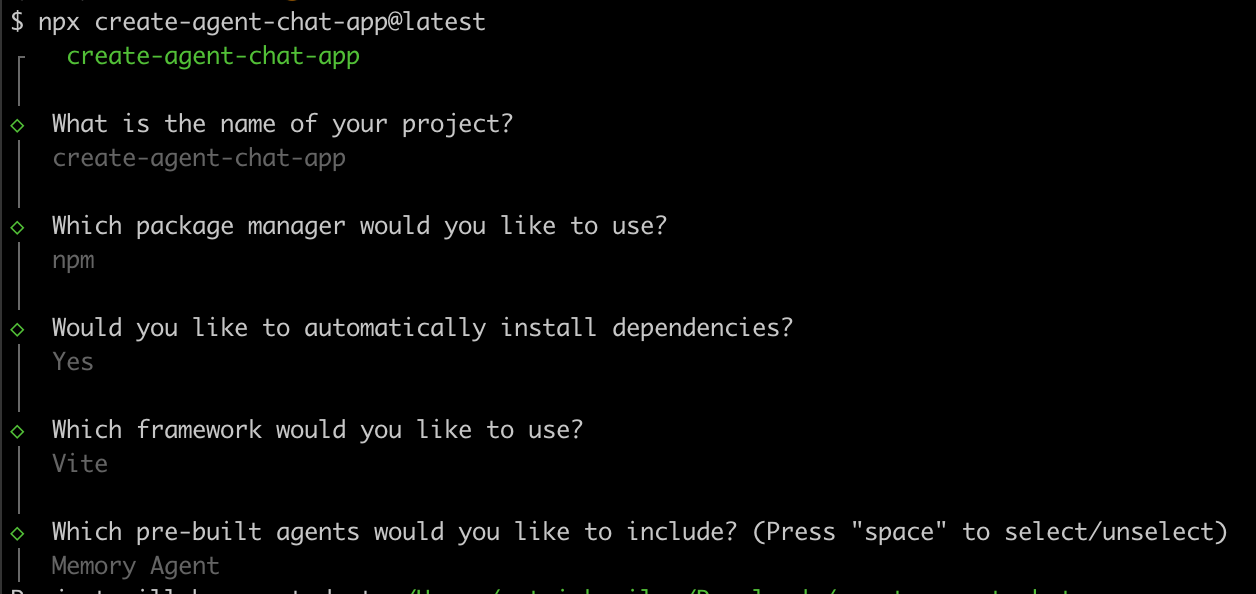 $ npx create-agent-chat-app@latest
create-agent-chat-app
What is the name of your project?
create-agent-chat-app
Which package manager would you like to use?
npm
Would you like to automatically install dependencies?
Yes
Which framework would you like to use?
Vite
Which pre-built agents would you like to include? (Press "space" to select/unselect)
Memory Agent